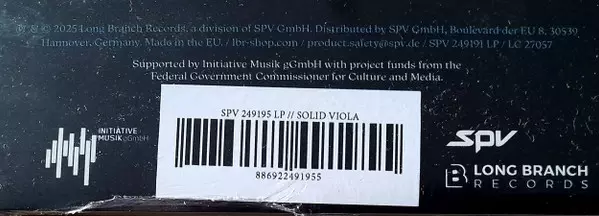 ℗ & © 2025 Long Branch Records, a division of SPV GmbH. Distributed by SPV GmbH, Boulevard der EU 8, 30539
Hannover, Germany. Made in the EU. / lbr-shop.com / product.safety@spv.de / SPV 249191 LP / LC 27057
Supported by Initiative Musik gGmbH with project funds from the
Federal Government Commissioner for Culture and Media.
SPV 249195 LP // SOLID VIOLA
886922491955
INITIATIVE
MUSIK gGmbH
SPV
LONG BRANCH
RECORDS